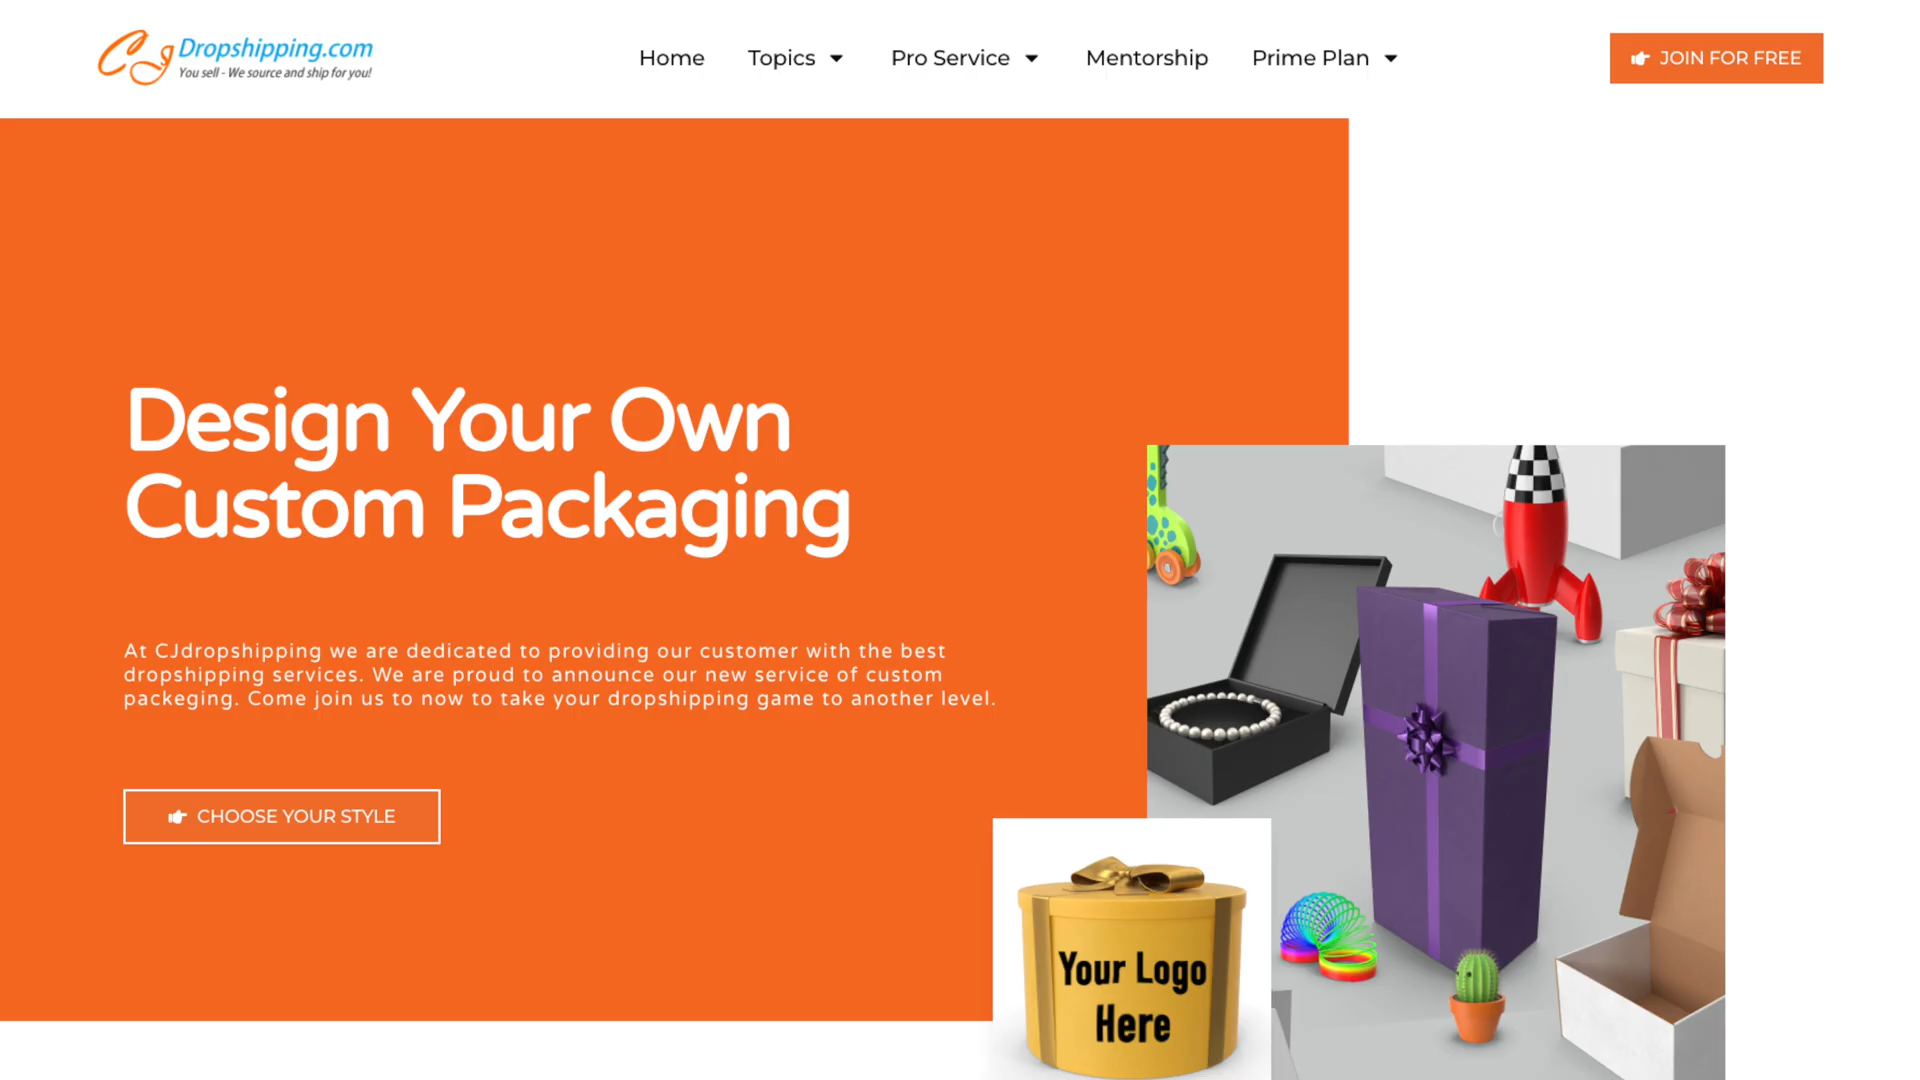 CJ Dropshipping.com
You sell - We source and ship for you!
Home Topics Pro Service Mentorship Prime Plan
JOIN FOR FREE
Design Your Own
Custom Packaging
At CJdropshipping we are dedicated to providing our customer with the best
dropshipping services. We are proud to announce our new service of custom
packeging. Come join us to now to take your dropshipping game to another level.
CHOOSE YOUR STYLE
Your Logo
Here